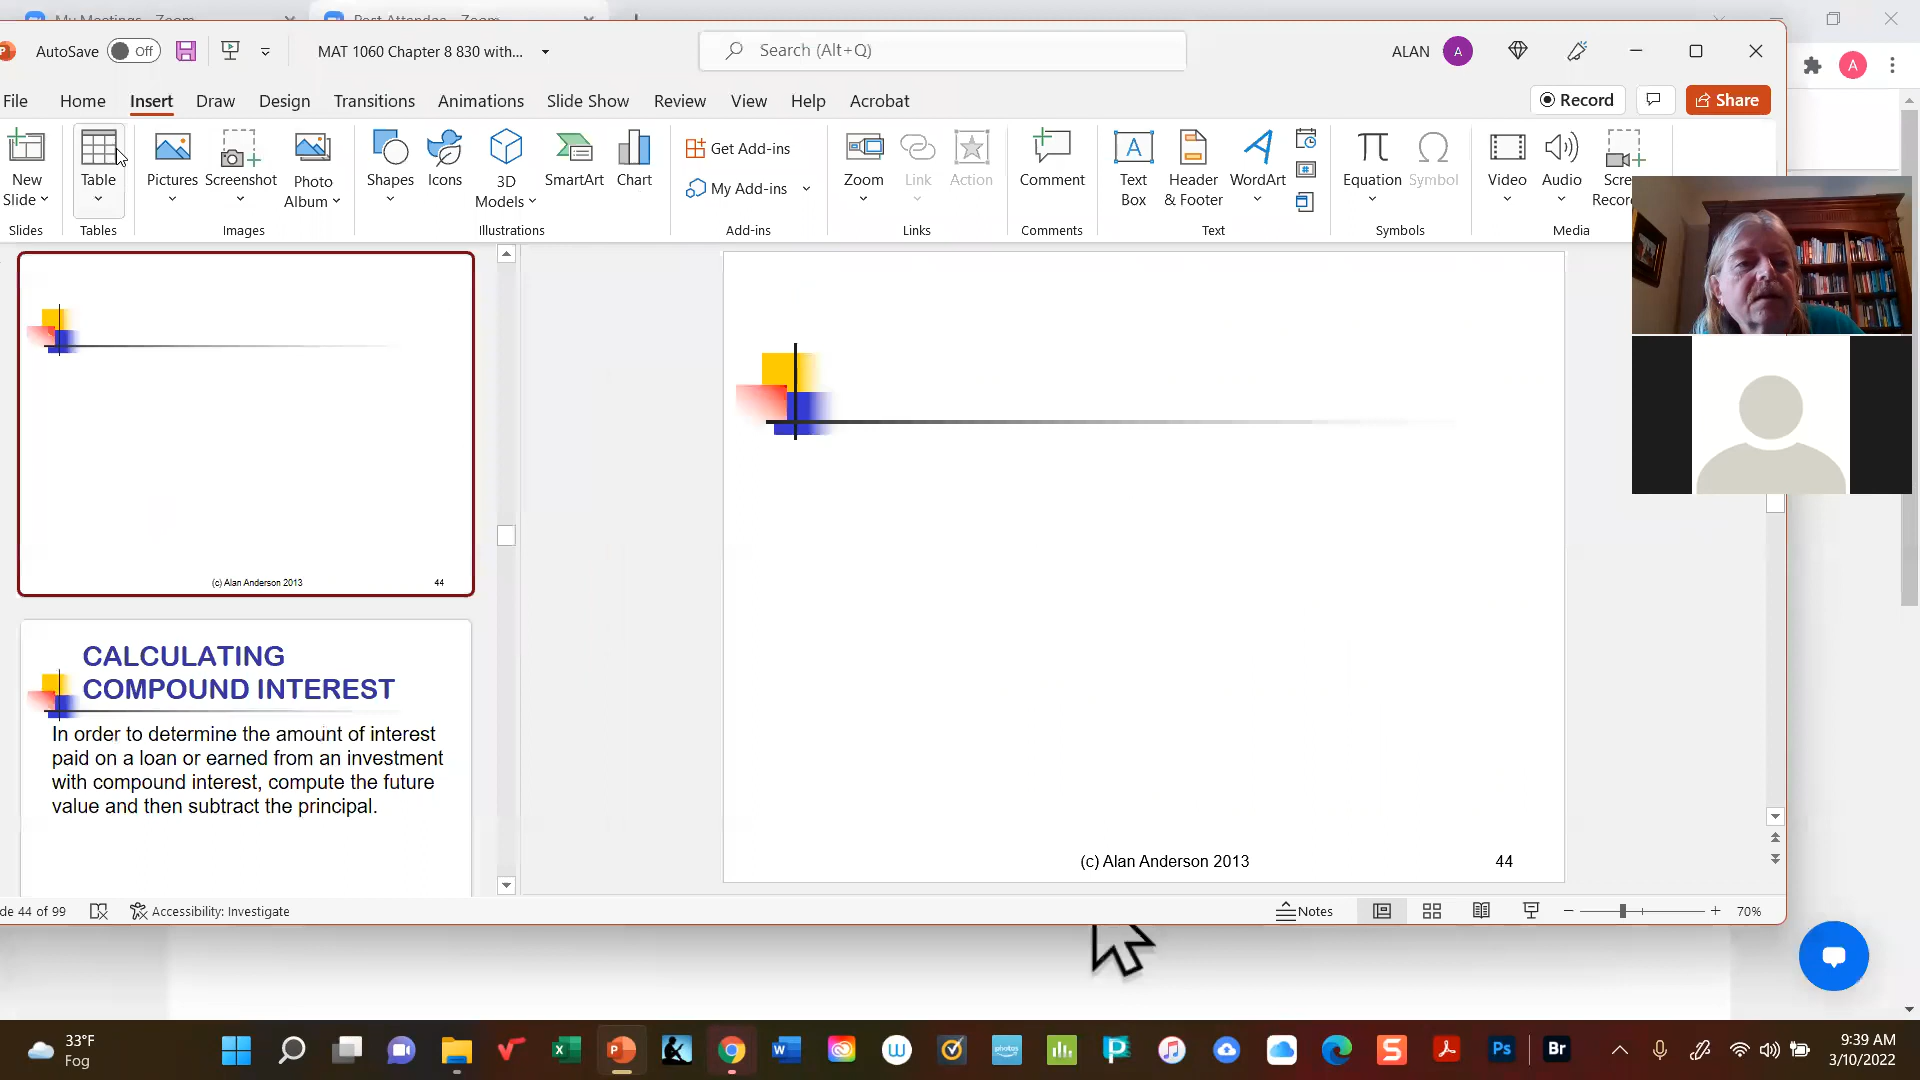 My Meetings - Zoom
Post Attendee - Zoom
AutoSave Off MAT 1060 Chapter 8 830 with... Search (Alt+Q) ALAN A
A
File Home Insert Draw Design Transitions Animations Slide Show Review View Help Acrobat Record Share
New Slide
Table
Pictures
Screenshot
Photo Album
Shapes
Icons
3D Models
SmartArt
Chart
Get Add-ins
My Add-ins
Zoom
Link
Action
Comment
Text Box
Header & Footer
WordArt
Equation
Symbol
Video
Audio
Slides Tables Images Illustrations Add-ins Links Comments Text Symbols Media
(c) Alan Anderson 2013 44
CALCULATING
COMPOUND INTEREST
In order to determine the amount of interest
paid on a loan or earned from an investment
with compound interest, compute the future
value and then subtract the principal.
(c) Alan Anderson 2013 44
de 44 of 99 Accessibility: Investigate Notes 70%
33°F
Fog
9:39 AM
3/10/2022